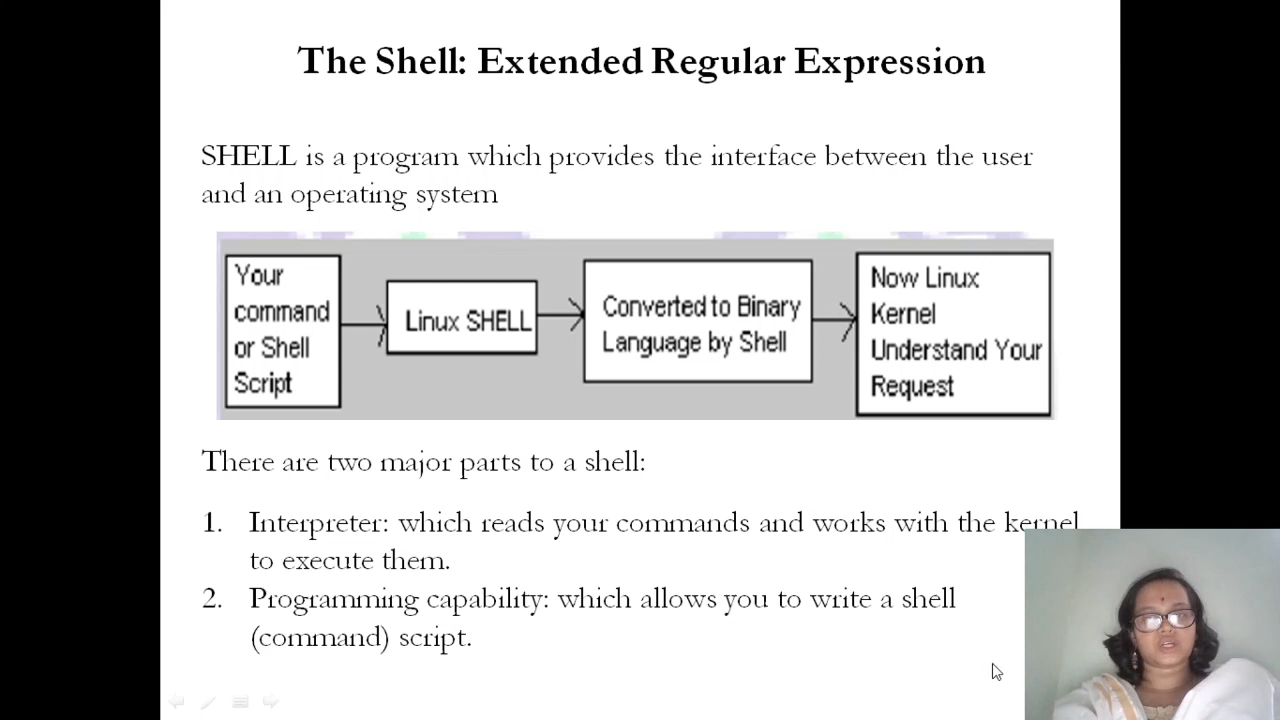 The Shell: Extended Regular Expression
SHELL is a program which provides the interface between the user
and an operating system
Your
command
or Shell
Script
Linux SHELL
Converted to Binary
Language by Shell
Now Linux
Kernel
Understand Your
Request
There are two major parts to a shell:
1. Interpreter: which reads your commands and works with the kernel
to execute them.
2. Programming capability: which allows you to write a shell
(command) script.